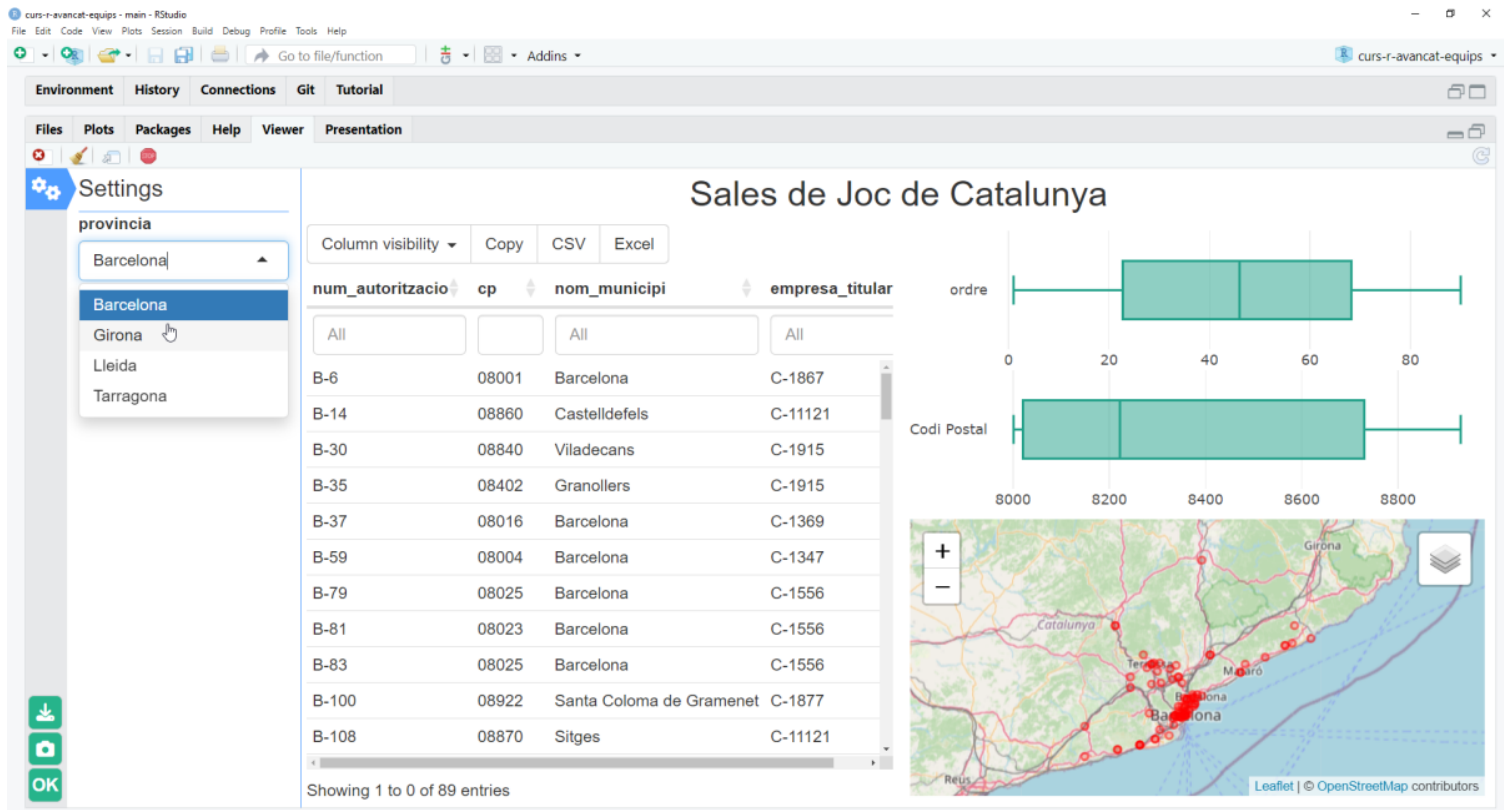 curs-r-avancat-equips - main - RStudio
File Edit Code View Plots Session Build Debug Profile Tools Help
Go to file/function Addins curs-r-avancat-equips
Environment History Connections Git Tutorial
Files Plots Packages Help Viewer Presentation
STOP
Settings
provincia
Barcelona
Barcelona
Girona
Lleida
Tarragona
OK
Sales de Joc de Catalunya
Column visibility Copy CSV Excel
num_autoritzacio cp nom_municipi empresa_titular
All All All
B-6 08001 Barcelona C-1867
B-14 08860 Castelldefels C-11121
B-30 08840 Viladecans C-1915
B-35 08402 Granollers C-1915
B-37 08016 Barcelona C-1369
B-59 08004 Barcelona C-1347
B-79 08025 Barcelona C-1556
B-81 08023 Barcelona C-1556
B-83 08025 Barcelona C-1556
B-100 08922 Santa Coloma de Gramenet C-1877
B-108 08870 Sitges C-11121
Showing 1 to 0 of 89 entries
ordre
0 20 40 60 80
Codi Postal
8000 8200 8400 8600 8800
+
−
Girona
Catalunya
Mataró
Barcelona
Reus
Leaflet | © OpenStreetMap contributors